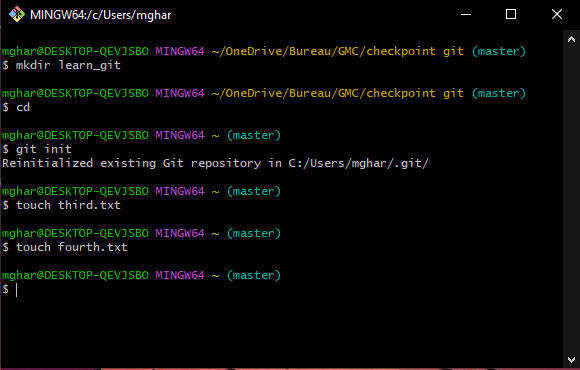 MINGW64:/c/Users/mghar
mghar@DESKTOP-QEVJSBO MINGW64 ~/OneDrive/Bureau/GMC/checkpoint git (master)
$ mkdir learn_git
mghar@DESKTOP-QEVJSBO MINGW64 ~/OneDrive/Bureau/GMC/checkpoint git (master)
$ cd
mghar@DESKTOP-QEVJSBO MINGW64 ~ (master)
$ git init
Reinitialized existing Git repository in C:/Users/mghar/.git/
mghar@DESKTOP-QEVJSBO MINGW64 ~ (master)
$ touch third.txt
mghar@DESKTOP-QEVJSBO MINGW64 ~ (master)
$ touch fourth.txt
mghar@DESKTOP-QEVJSBO MINGW64 ~ (master)
$